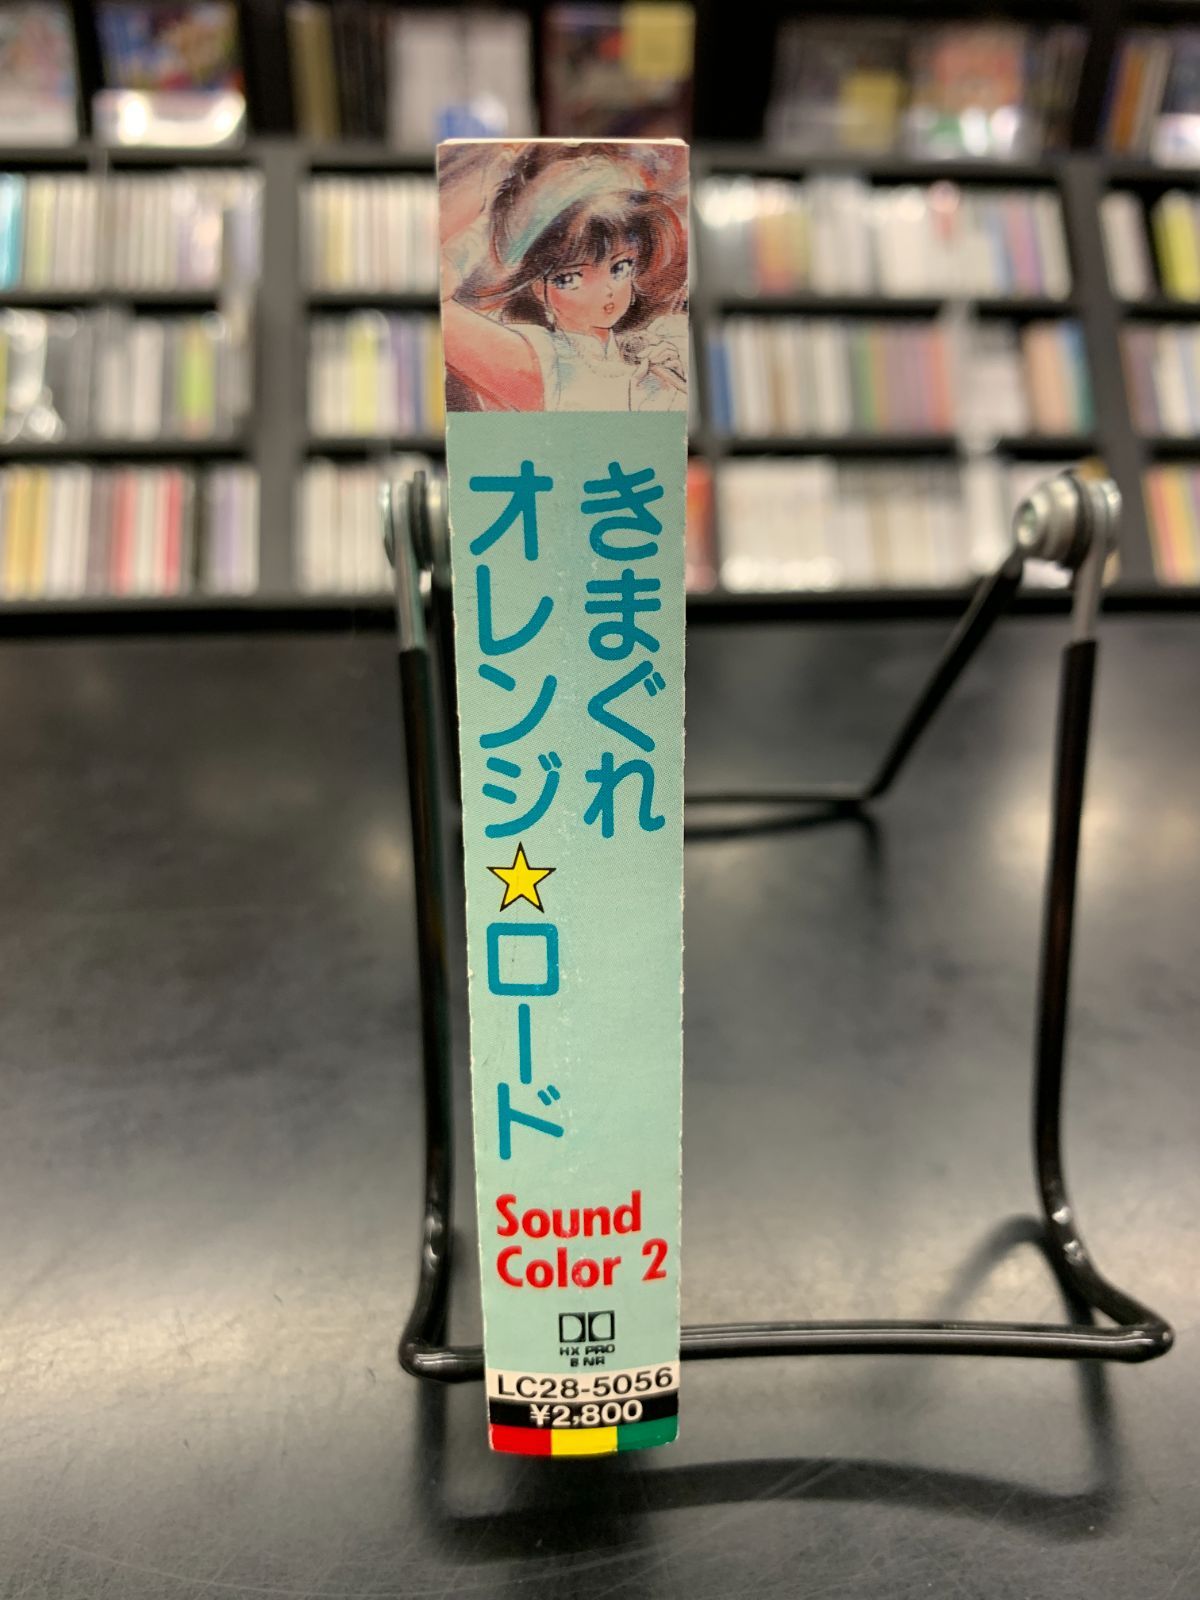 きまぐれ
オレンジ☆ロード
Sound
Color 2
HX PRO
B NR
LC28-5056
¥2,800